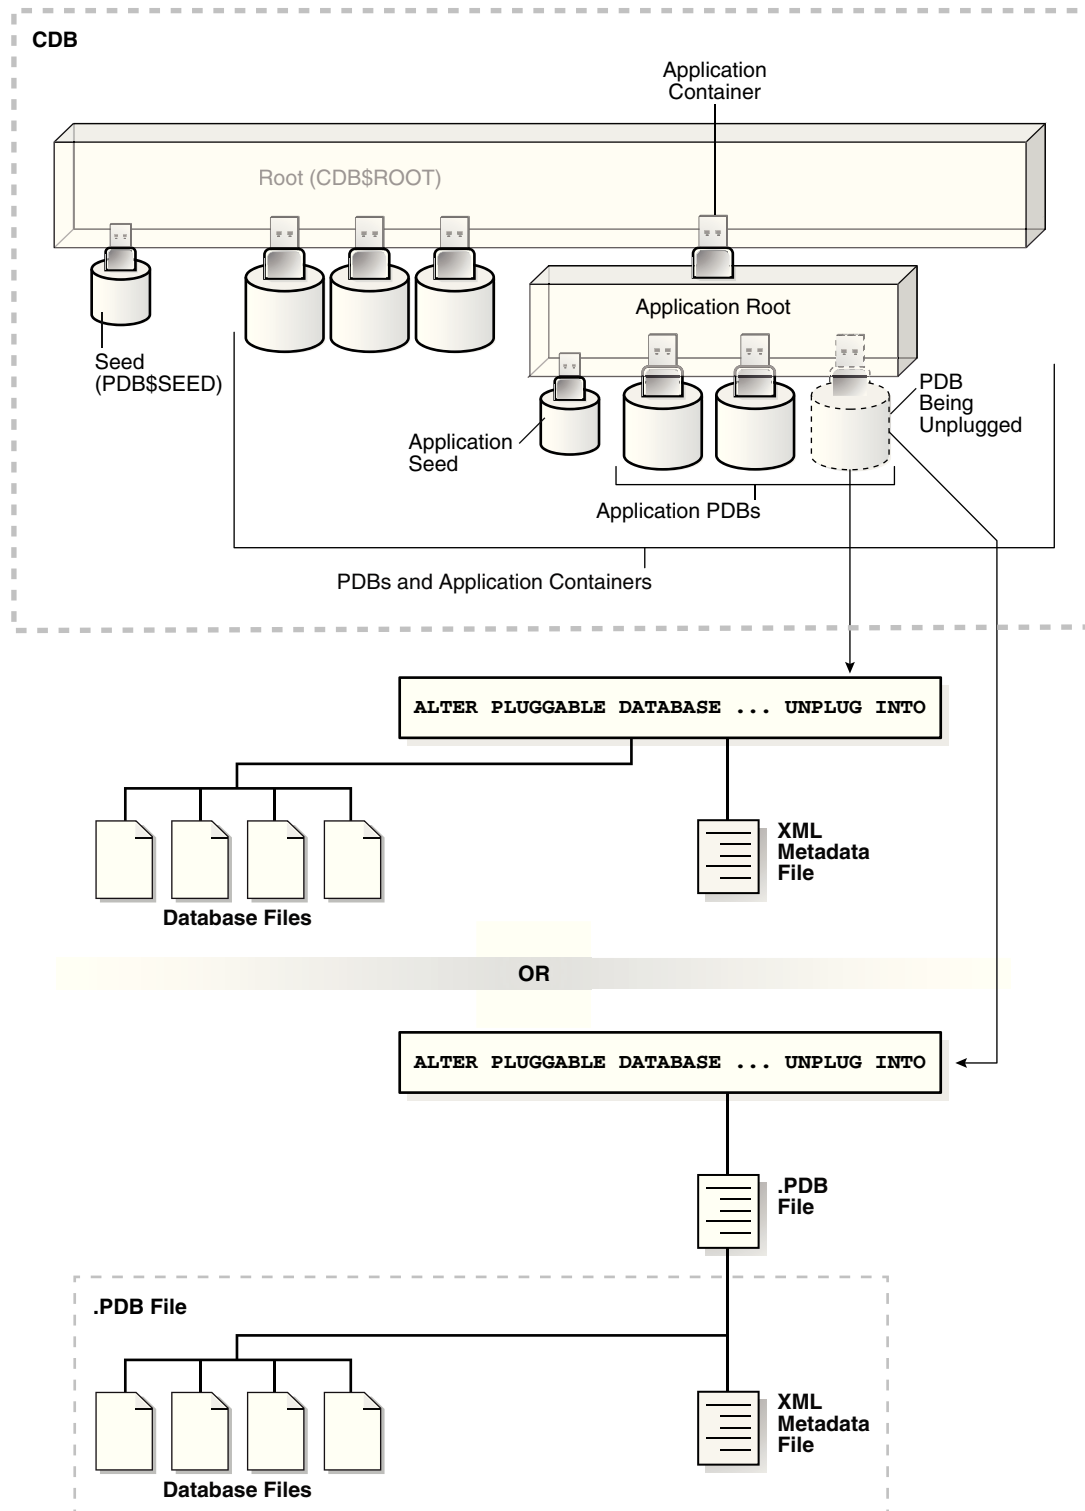 CDB
Application
Container
Root (CDB$ROOT)
Application Root
Seed
(PDB$SEED)
PDB
Being
Unplugged
Application
Seed
Application PDBs
PDBs and Application Containers
ALTER PLUGGABLE DATABASE ... UNPLUG INTO
XML
Metadata
File
Database Files
OR
ALTER PLUGGABLE DATABASE ... UNPLUG INTO
.PDB
File
.PDB File
XML
Metadata
File
Database Files